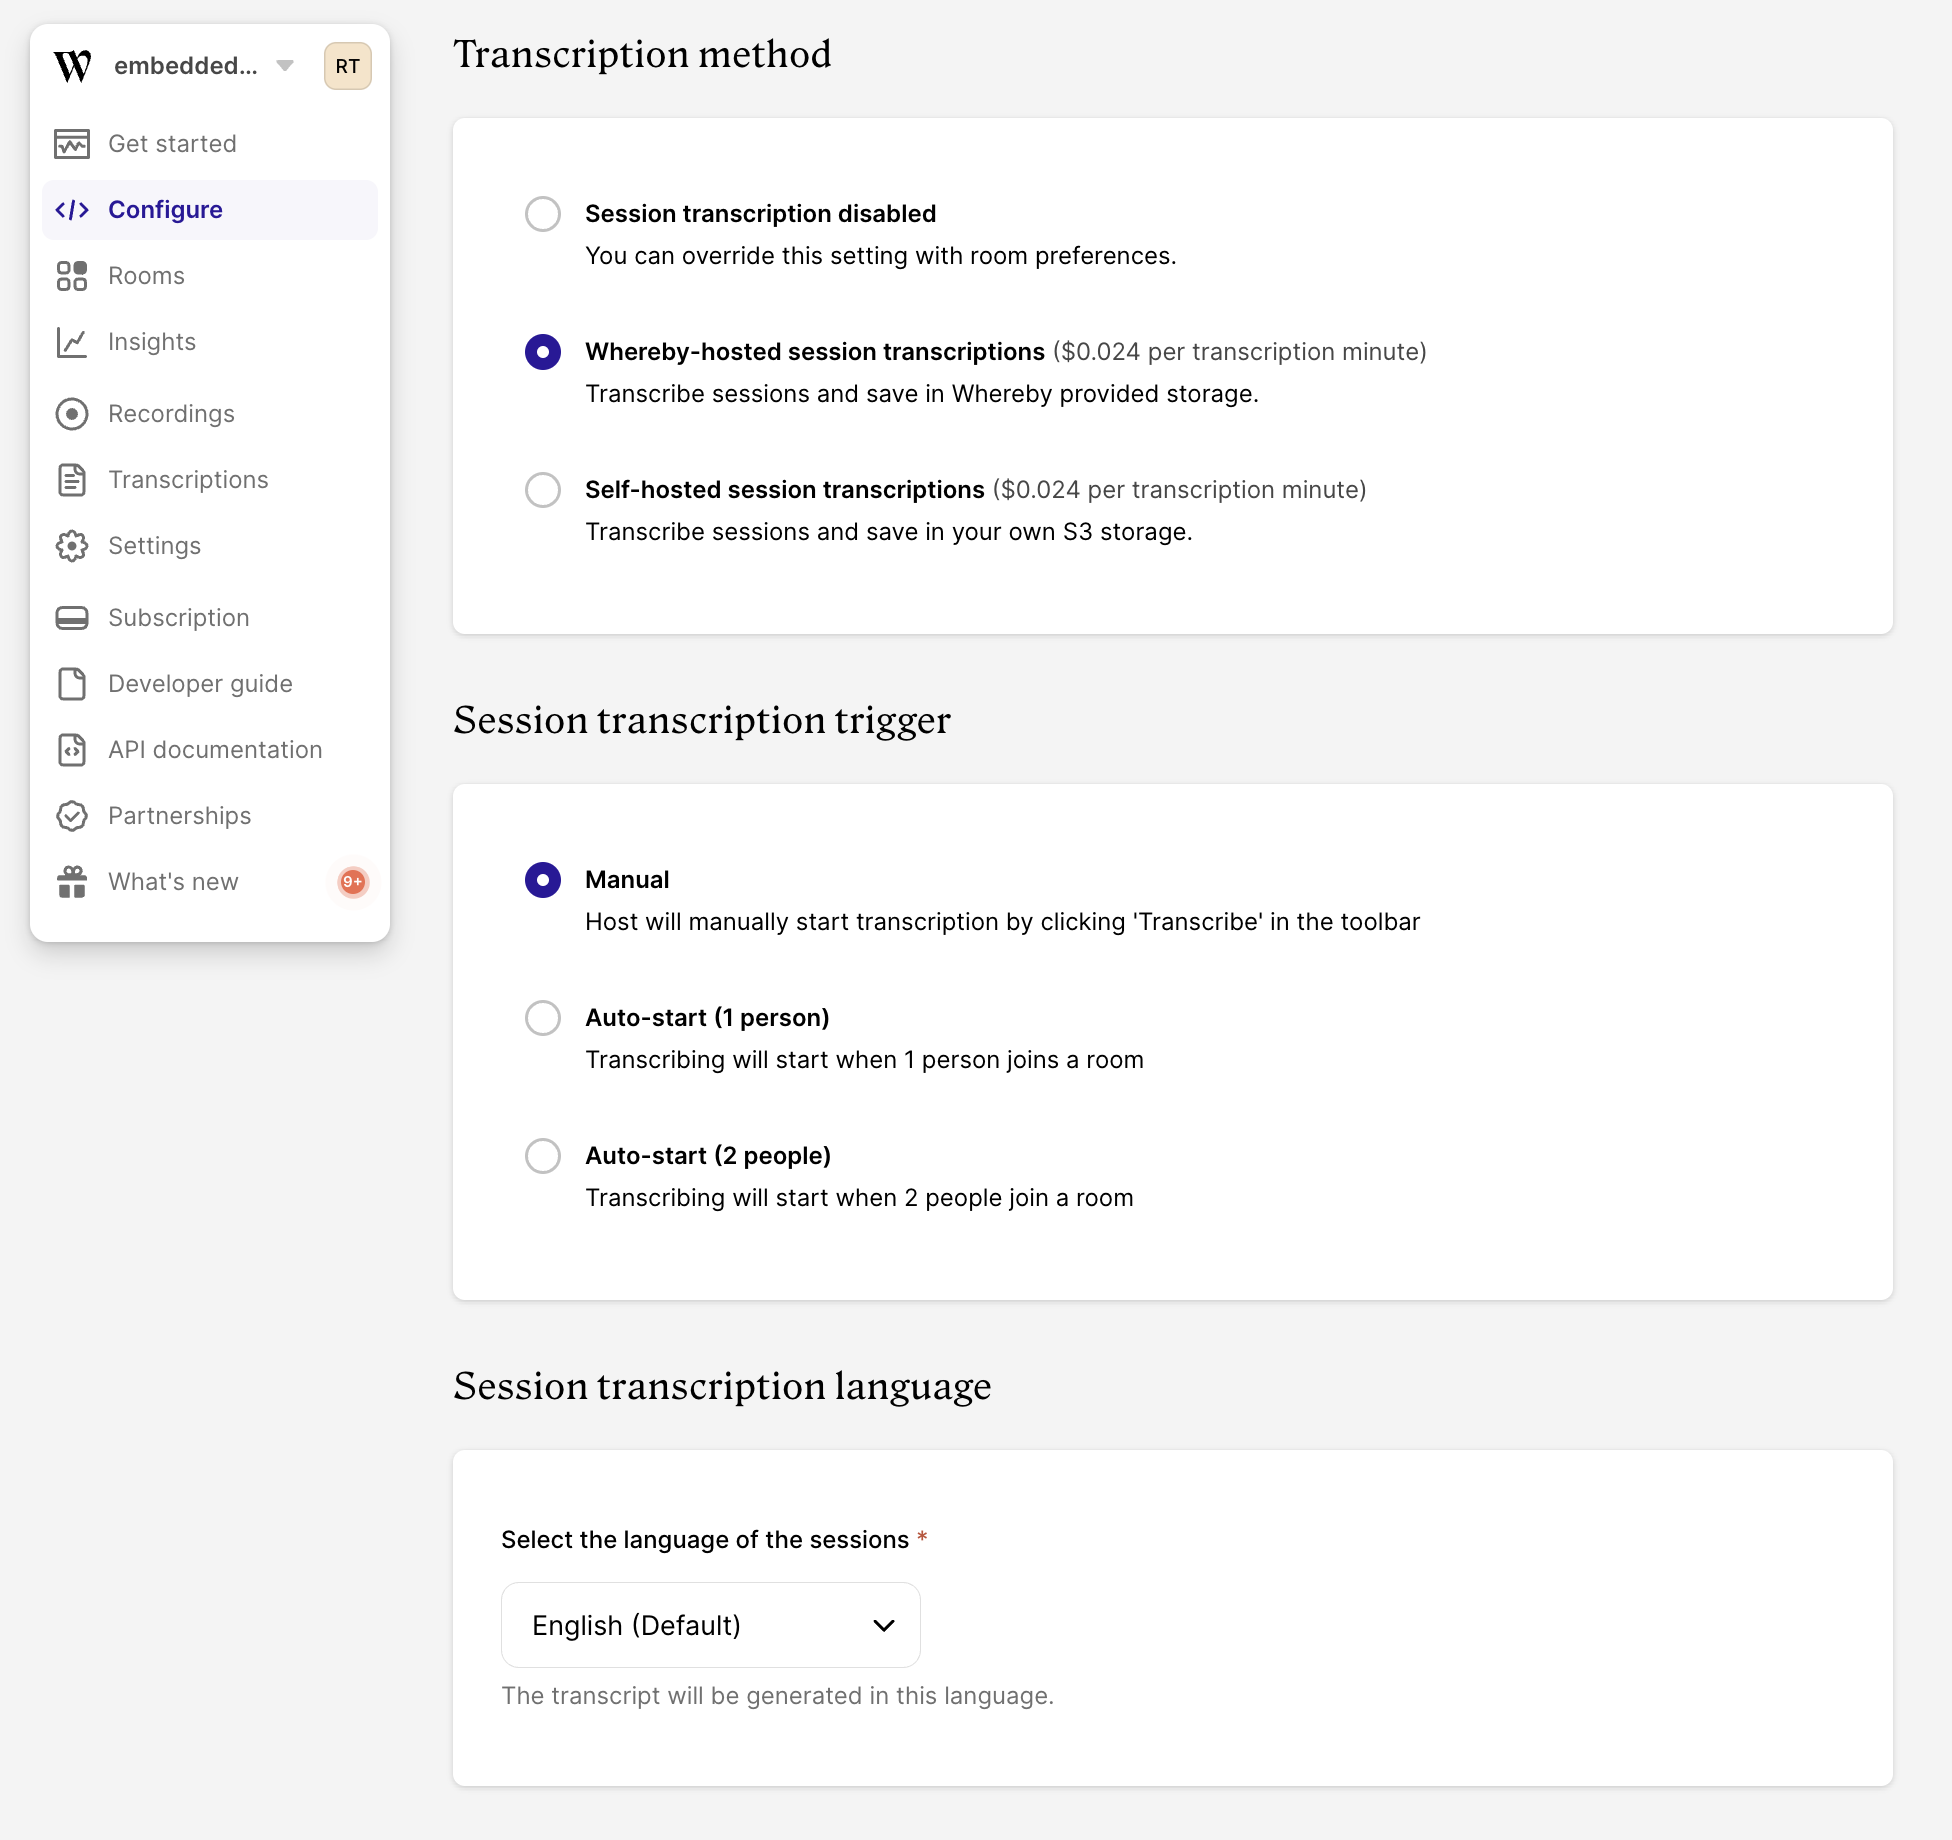 W embedded... RT
Get started
Configure
Rooms
Insights
Recordings
Transcriptions
Settings
Subscription
Developer guide
API documentation
Partnerships
What's new 9+
Transcription method
Session transcription disabled
You can override this setting with room preferences.
Whereby-hosted session transcriptions ($0.024 per transcription minute)
Transcribe sessions and save in Whereby provided storage.
Self-hosted session transcriptions ($0.024 per transcription minute)
Transcribe sessions and save in your own S3 storage.
Session transcription trigger
Manual
Host will manually start transcription by clicking 'Transcribe' in the toolbar
Auto-start (1 person)
Transcribing will start when 1 person joins a room
Auto-start (2 people)
Transcribing will start when 2 people join a room
Session transcription language
Select the language of the sessions *
English (Default)
The transcript will be generated in this language.